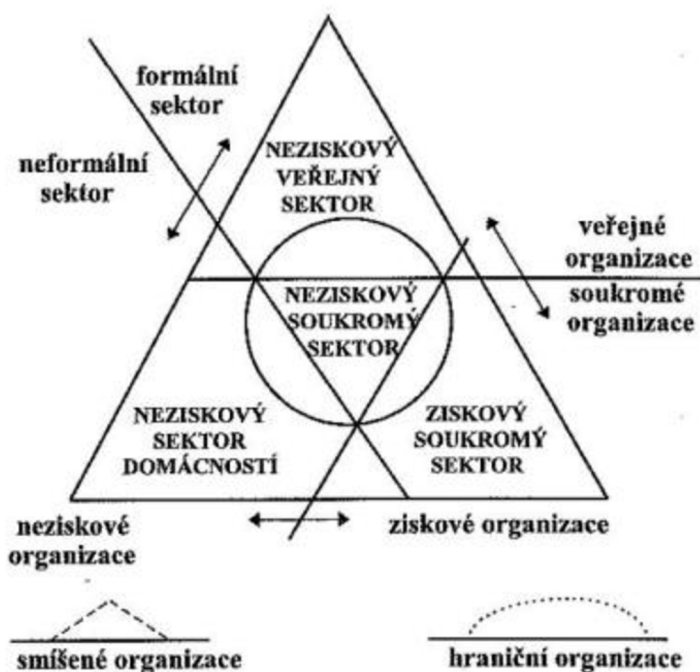 formální
sektor
neformální
sektor
NEZISKOVÝ
VEŘEJNÝ
SEKTOR
veřejné
organizace
soukromé
organizace
NEZISKOVÝ
SOUKROMÝ
SEKTOR
NEZISKOVÝ
SEKTOR
DOMÁCNOSTÍ
ZISKOVÝ
SOUKROMÝ
SEKTOR
neziskové
organizace
ziskové organizace
smíšené organizace
hraniční organizace